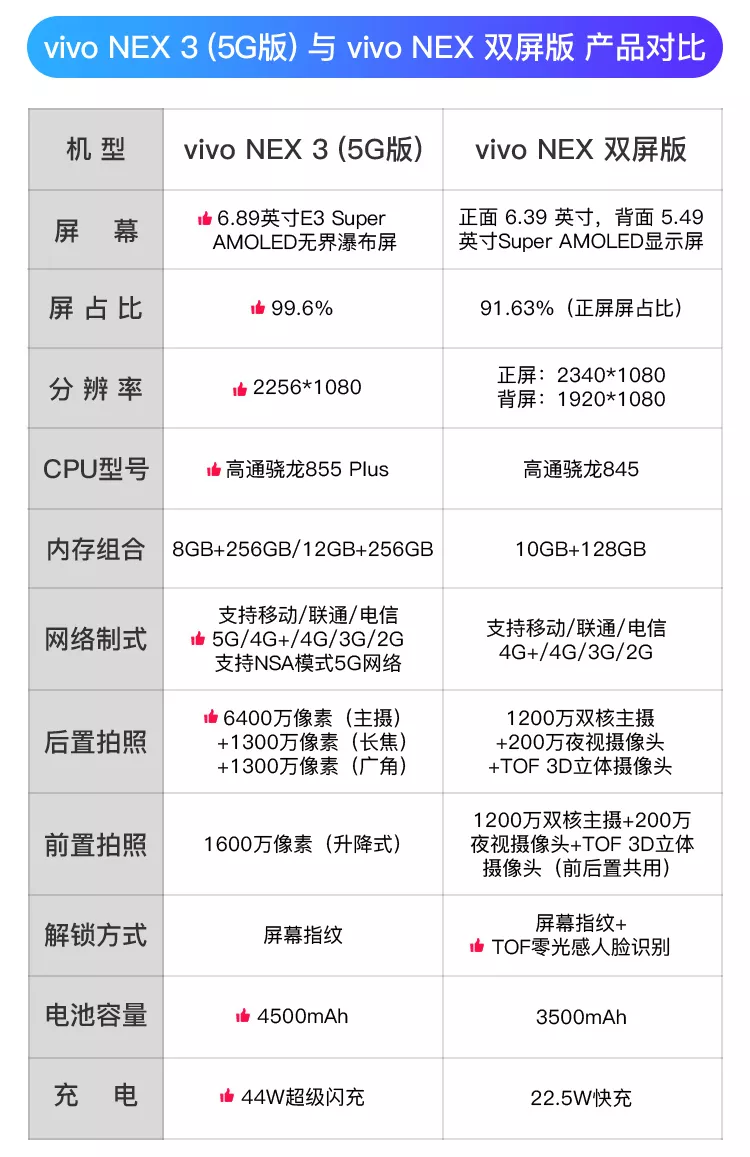 vivo NEX 3 (5G版) 与 vivo NEX 双屏版 产品对比
机 型
vivo NEX 3 (5G版)
vivo NEX 双屏版
屏 幕
6.89英寸E3 Super
AMOLED无界瀑布屏
正面 6.39 英寸，背面 5.49
英寸Super AMOLED显示屏
屏 占 比
99.6%
91.63%（正屏屏占比）
分 辨 率
2256*1080
正屏：2340*1080
背屏：1920*1080
CPU型号
高通骁龙855 Plus
高通骁龙845
内存组合
8GB+256GB/12GB+256GB
10GB+128GB
网络制式
支持移动/联通/电信
5G/4G+/4G/3G/2G
支持NSA模式5G网络
支持移动/联通/电信
4G+/4G/3G/2G
后置拍照
6400万像素（主摄）
+1300万像素（长焦）
+1300万像素（广角）
1200万双核主摄
+200万夜视摄像头
+TOF 3D立体摄像头
前置拍照
1600万像素（升降式）
1200万双核主摄+200万
夜视摄像头+TOF 3D立体
摄像头（前后置共用）
解锁方式
屏幕指纹
屏幕指纹+
TOF零光感人脸识别
电池容量
4500mAh
3500mAh
充 电
44W超级闪充
22.5W快充